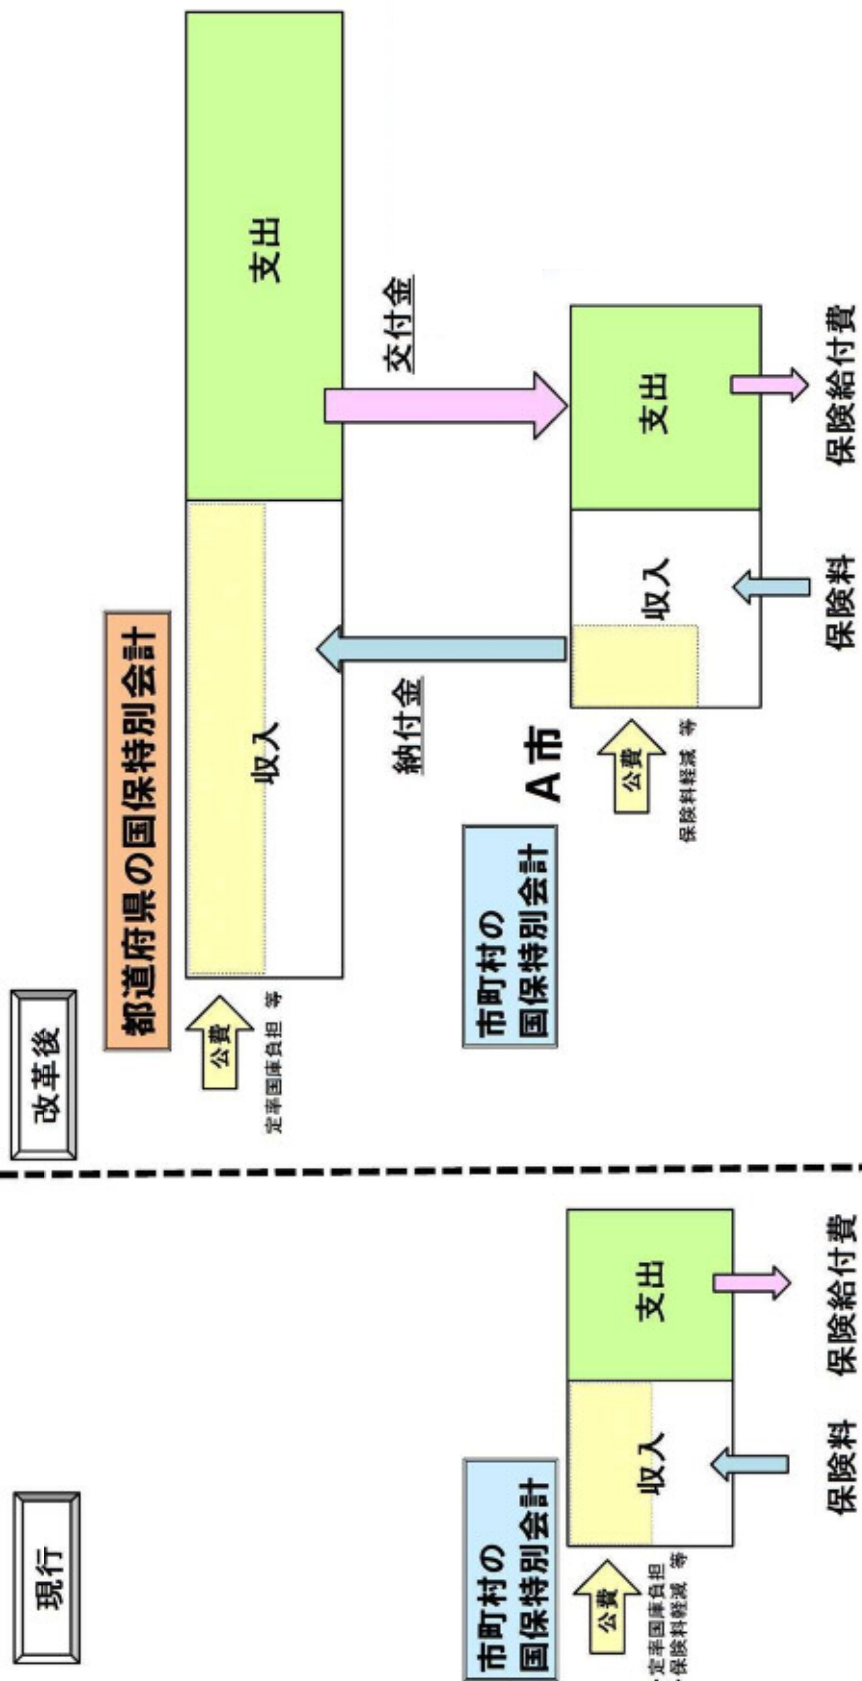 現行
市町村の
国保特別会計
公費
・定率国庫負担
・保険料軽減 等
収入
支出
保険料
保険給付費
改革後
都道府県の国保特別会計
公費
定率国庫負担 等
収入
支出
納付金
交付金
市町村の
国保特別会計
A市
公費
保険料軽減 等
収入
支出
保険料
保険給付費